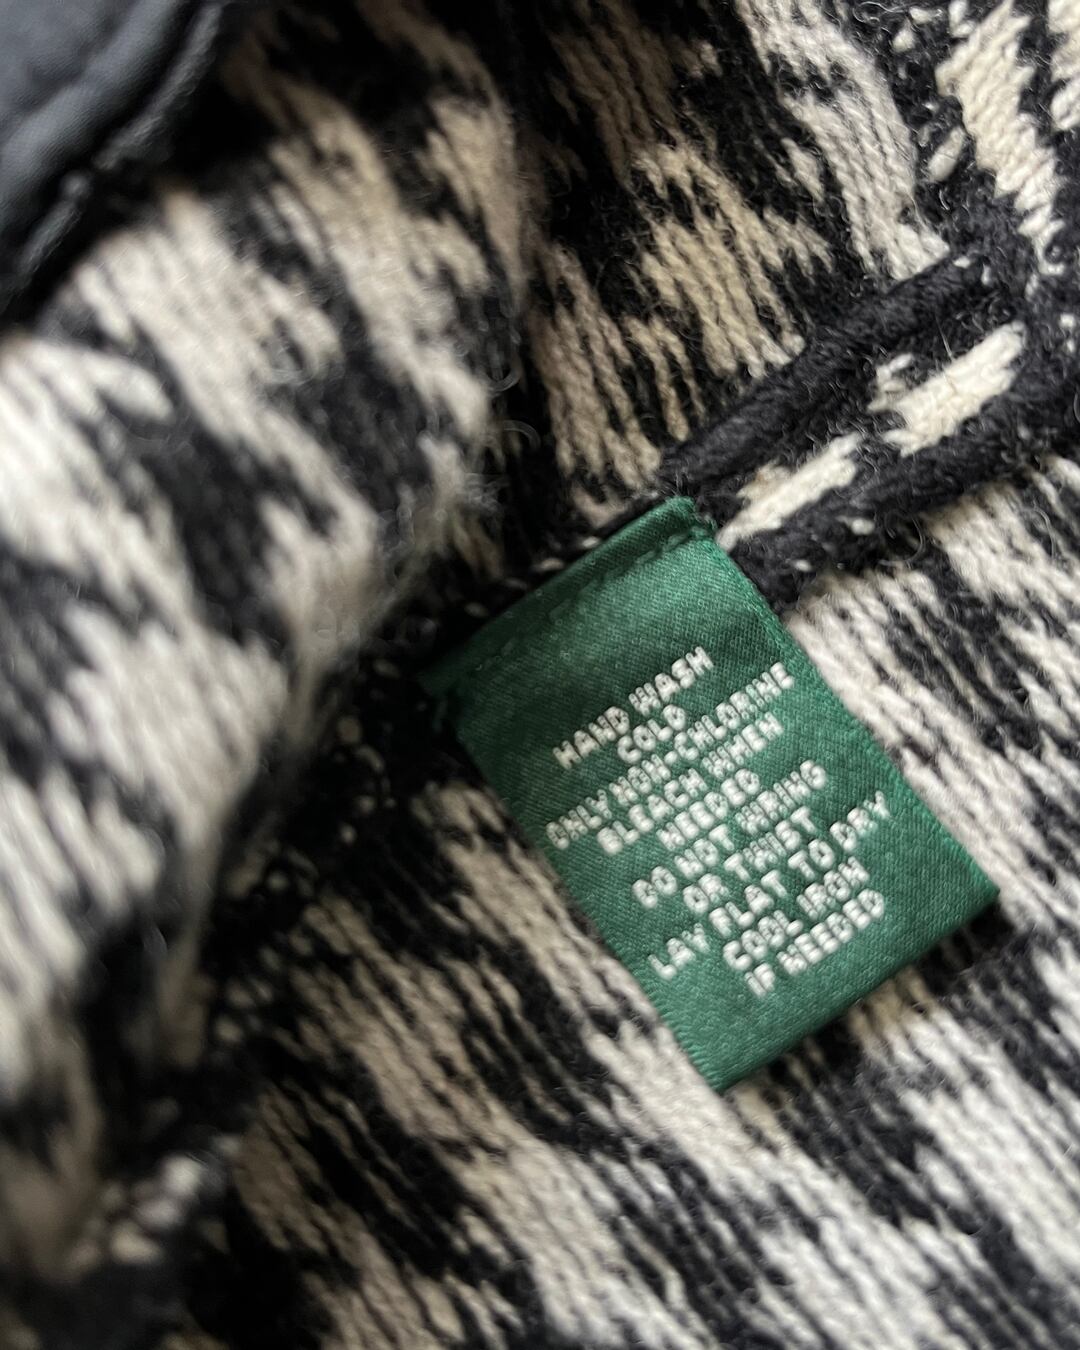 HAND WASH
COLD
ONLY NON-CHLORINE
BLEACH WHEN
NEEDED
DO NOT WRING
OR TWIST
LAY FLAT TO DRY
COOL IRON
IF NEEDED